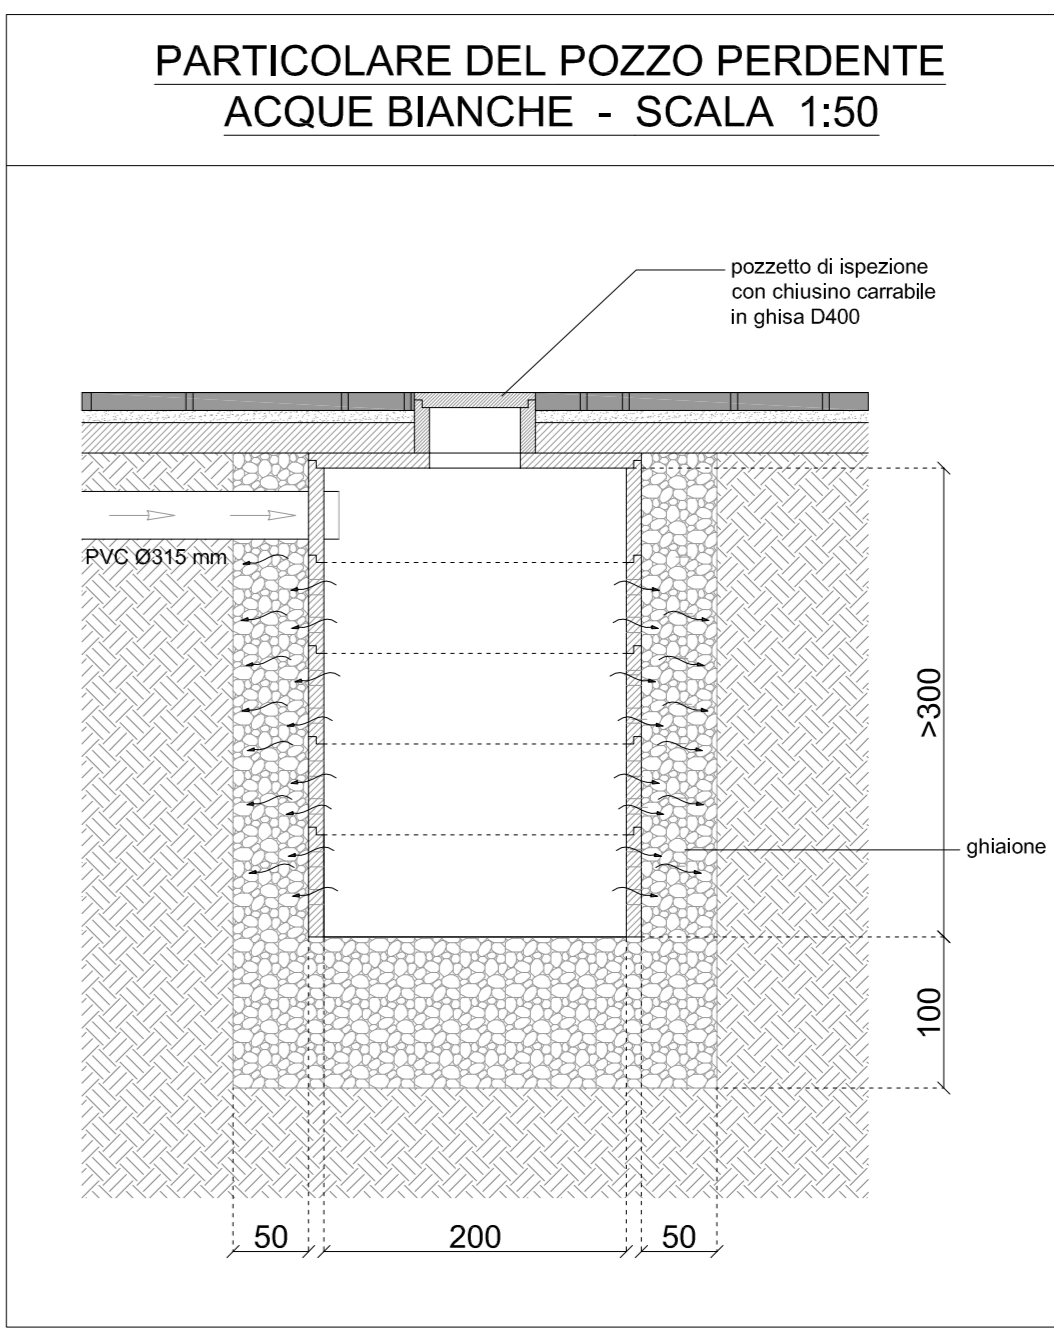 PARTICOLARE DEL POZZO PERDENTE
ACQUE BIANCHE - SCALA 1:50
pozzetto di ispezione
con chiusino carrabile
in ghisa D400
PVC Ø315 mm
>300
ghiaione
100
50
200
50